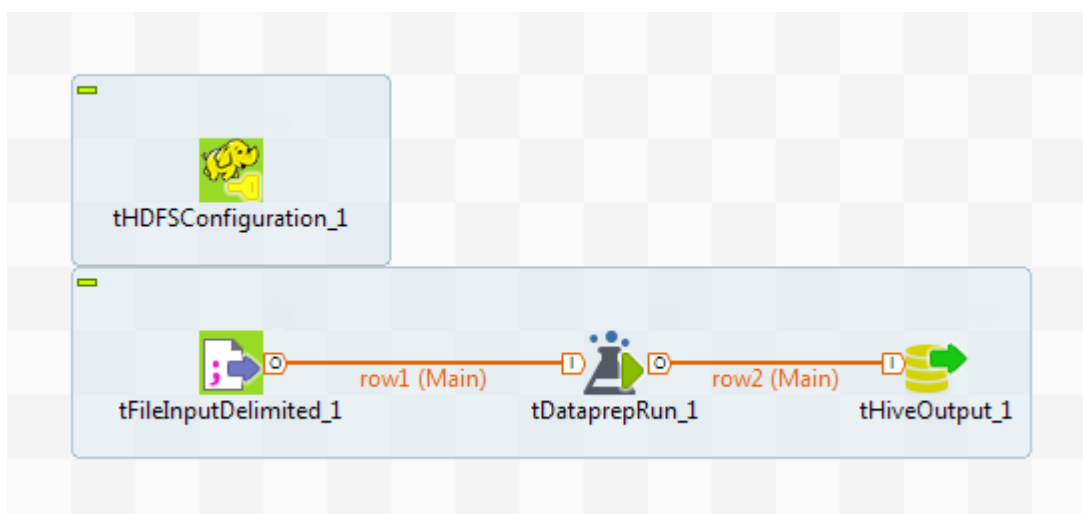 tHDFSConfiguration_1
row1 (Main)
row2 (Main)
tFileInputDelimited_1
tDataprepRun_1
tHiveOutput_1